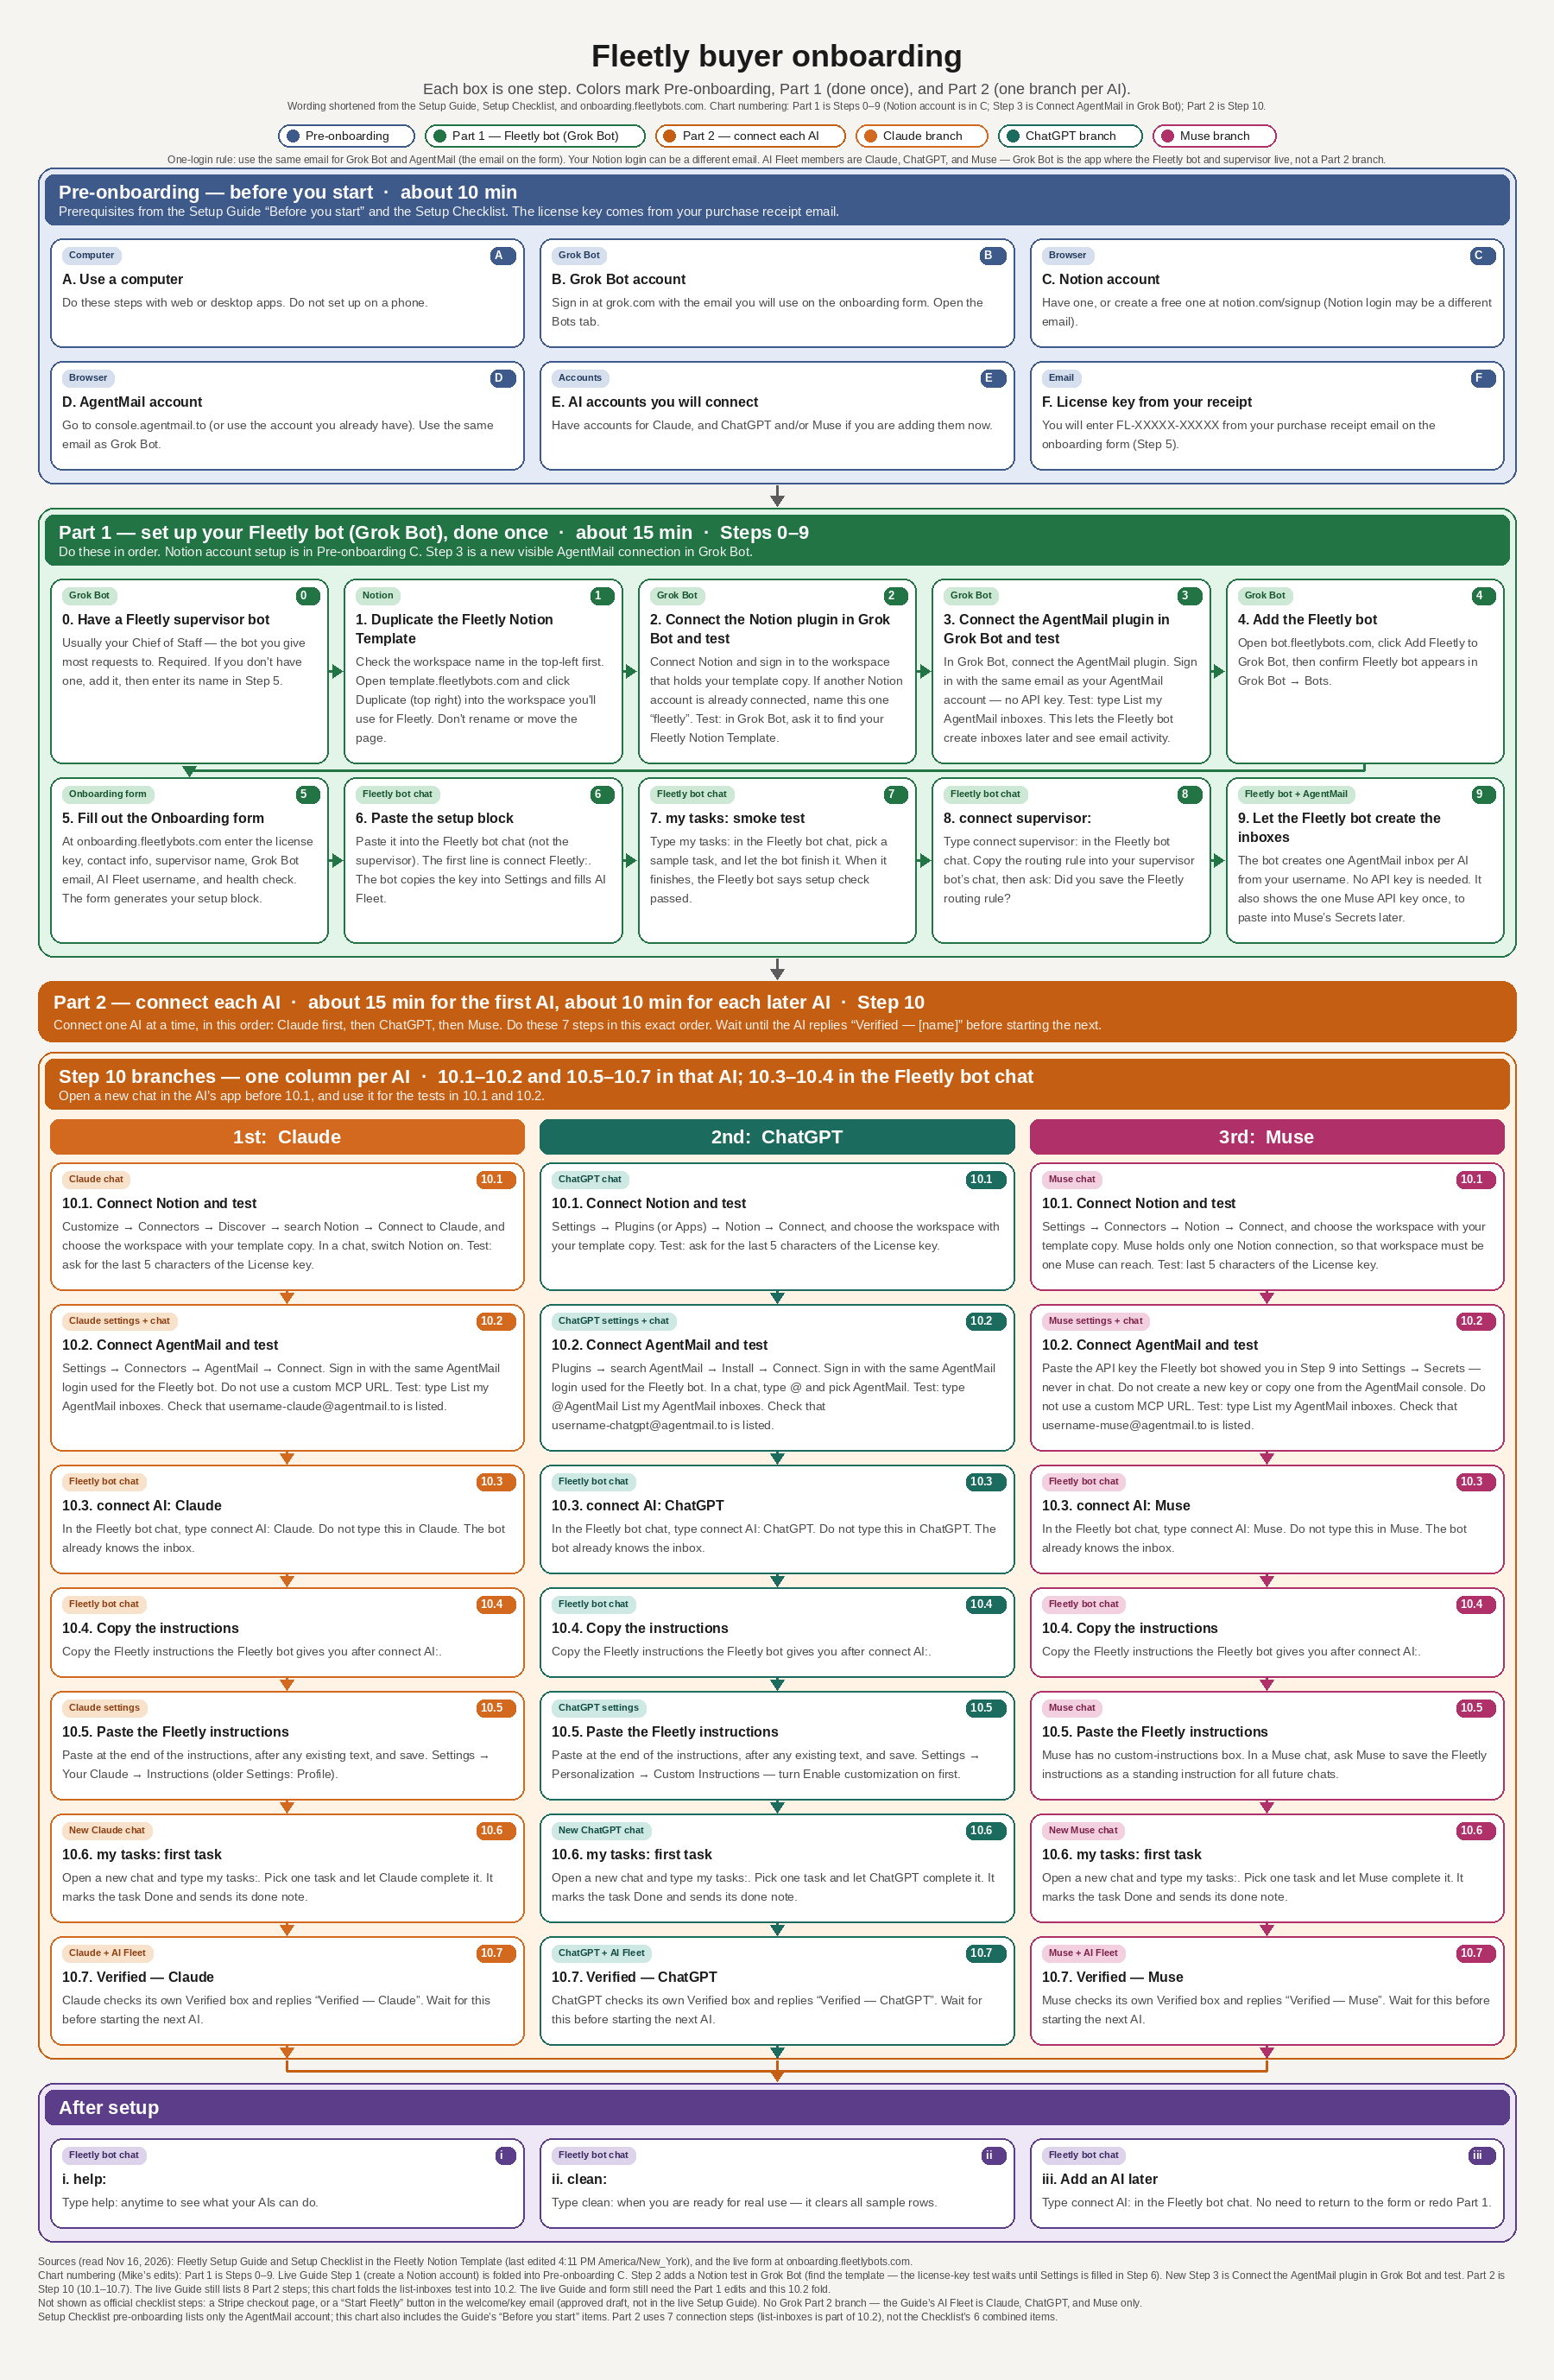 Fleetly buyer onboarding
Each box is one step. Colors mark Pre-onboarding, Part 1 (done once), and Part 2 (one branch per AI).
Wording shortened from the Setup Guide, Setup Checklist, and onboarding.fleetlybots.com. Chart numbering: Part 1 is Steps 0–9 (Notion account is in C; Step 3 is Connect AgentMail in Grok Bot); Part 2 is Step 10.
Pre-onboarding
Part 1 — Fleetly bot (Grok Bot)
Part 2 — connect each AI
Claude branch
ChatGPT branch
Muse branch
One-login rule: use the same email for Grok Bot and AgentMail (the email on the form). Your Notion login can be a different email. AI Fleet members are Claude, ChatGPT, and Muse — Grok Bot is the app where the Fleetly bot and supervisor live, not a Part 2 branch.
Pre-onboarding — before you start · about 10 min
Prerequisites from the Setup Guide “Before you start” and the Setup Checklist. The license key comes from your purchase receipt email.
Computer
A
A. Use a computer
Do these steps with web or desktop apps. Do not set up on a phone.
Grok Bot
B
B. Grok Bot account
Sign in at grok.com with the email you will use on the onboarding form. Open the
Bots tab.
Browser
C
C. Notion account
Have one, or create a free one at notion.com/signup (Notion login may be a different
email).
Browser
D
D. AgentMail account
Go to console.agentmail.to (or use the account you already have). Use the same
email as Grok Bot.
Accounts
E
E. AI accounts you will connect
Have accounts for Claude, and ChatGPT and/or Muse if you are adding them now.
Email
F
F. License key from your receipt
You will enter FL-XXXXX-XXXXX from your purchase receipt email on the
onboarding form (Step 5).
Part 1 — set up your Fleetly bot (Grok Bot), done once · about 15 min · Steps 0–9
Do these in order. Notion account setup is in Pre-onboarding C. Step 3 is a new visible AgentMail connection in Grok Bot.
Grok Bot
0
0. Have a Fleetly supervisor bot
Usually your Chief of Staff — the bot you give
most requests to. Required. If you don't have
one, add it, then enter its name in Step 5.
Notion
1
1. Duplicate the Fleetly Notion
Template
Check the workspace name in the top-left first.
Open template.fleetlybots.com and click
Duplicate (top right) into the workspace you'll
use for Fleetly. Don't rename or move the
page.
Grok Bot
2
2. Connect the Notion plugin in Grok
Bot and test
Connect Notion and sign in to the workspace
that holds your template copy. If another Notion
account is already connected, name this one
“fleetly”. Test: in Grok Bot, ask it to find your
Fleetly Notion Template.
Grok Bot
3
3. Connect the AgentMail plugin in
Grok Bot and test
In Grok Bot, connect the AgentMail plugin. Sign
in with the same email as your AgentMail
account — no API key. Test: type List my
AgentMail inboxes. This lets the Fleetly bot
create inboxes later and see email activity.
Grok Bot
4
4. Add the Fleetly bot
Open bot.fleetlybots.com, click Add Fleetly to
Grok Bot, then confirm Fleetly bot appears in
Grok Bot → Bots.
Onboarding form
5
5. Fill out the Onboarding form
At onboarding.fleetlybots.com enter the license
key, contact info, supervisor name, Grok Bot
email, AI Fleet username, and health check.
The form generates your setup block.
Fleetly bot chat
6
6. Paste the setup block
Paste it into the Fleetly bot chat (not the
supervisor). The first line is connect Fleetly:.
The bot copies the key into Settings and fills AI
Fleet.
Fleetly bot chat
7
7. my tasks: smoke test
Type my tasks: in the Fleetly bot chat, pick a
sample task, and let the bot finish it. When it
finishes, the Fleetly bot says setup check
passed.
Fleetly bot chat
8
8. connect supervisor:
Type connect supervisor: in the Fleetly bot
chat. Copy the routing rule into your supervisor
bot's chat, then ask: Did you save the Fleetly
routing rule?
Fleetly bot + AgentMail
9
9. Let the Fleetly bot create the
inboxes
The bot creates one AgentMail inbox per AI
from your username. No API key is needed. It
also shows the one Muse API key once, to
paste into Muse's Secrets later.
Part 2 — connect each AI · about 15 min for the first AI, about 10 min for each later AI · Step 10
Connect one AI at a time, in this order: Claude first, then ChatGPT, then Muse. Do these 7 steps in this exact order. Wait until the AI replies “Verified — [name]” before starting the next.
Step 10 branches — one column per AI · 10.1–10.2 and 10.5–10.7 in that AI; 10.3–10.4 in the Fleetly bot chat
Open a new chat in the AI's app before 10.1, and use it for the tests in 10.1 and 10.2.
1st: Claude
Claude chat
10.1
10.1. Connect Notion and test
Customize → Connectors → Discover → search Notion → Connect to Claude, and
choose the workspace with your template copy. In a chat, switch Notion on. Test:
ask for the last 5 characters of the License key.
Claude settings + chat
10.2
10.2. Connect AgentMail and test
Settings → Connectors → AgentMail → Connect. Sign in with the same AgentMail
login used for the Fleetly bot. Do not use a custom MCP URL. Test: type List my
AgentMail inboxes. Check that username-claude@agentmail.to is listed.
Fleetly bot chat
10.3
10.3. connect AI: Claude
In the Fleetly bot chat, type connect AI: Claude. Do not type this in Claude. The bot
already knows the inbox.
Fleetly bot chat
10.4
10.4. Copy the instructions
Copy the Fleetly instructions the Fleetly bot gives you after connect AI:.
Claude settings
10.5
10.5. Paste the Fleetly instructions
Paste at the end of the instructions, after any existing text, and save. Settings →
Your Claude → Instructions (older Settings: Profile).
New Claude chat
10.6
10.6. my tasks: first task
Open a new chat and type my tasks:. Pick one task and let Claude complete it. It
marks the task Done and sends its done note.
Claude + AI Fleet
10.7
10.7. Verified — Claude
Claude checks its own Verified box and replies “Verified — Claude”. Wait for this
before starting the next AI.
2nd: ChatGPT
ChatGPT chat
10.1
10.1. Connect Notion and test
Settings → Plugins (or Apps) → Notion → Connect, and choose the workspace with
your template copy. Test: ask for the last 5 characters of the License key.
ChatGPT settings + chat
10.2
10.2. Connect AgentMail and test
Plugins → search AgentMail → Install → Connect. Sign in with the same AgentMail
login used for the Fleetly bot. In a chat, type @ and pick AgentMail. Test: type
@AgentMail List my AgentMail inboxes. Check that
username-chatgpt@agentmail.to is listed.
Fleetly bot chat
10.3
10.3. connect AI: ChatGPT
In the Fleetly bot chat, type connect AI: ChatGPT. Do not type this in ChatGPT. The
bot already knows the inbox.
Fleetly bot chat
10.4
10.4. Copy the instructions
Copy the Fleetly instructions the Fleetly bot gives you after connect AI:.
ChatGPT settings
10.5
10.5. Paste the Fleetly instructions
Paste at the end of the instructions, after any existing text, and save. Settings →
Personalization → Custom Instructions — turn Enable customization on first.
New ChatGPT chat
10.6
10.6. my tasks: first task
Open a new chat and type my tasks:. Pick one task and let ChatGPT complete it. It
marks the task Done and sends its done note.
ChatGPT + AI Fleet
10.7
10.7. Verified — ChatGPT
ChatGPT checks its own Verified box and replies “Verified — ChatGPT”. Wait for
this before starting the next AI.
3rd: Muse
Muse chat
10.1
10.1. Connect Notion and test
Settings → Connectors → Notion → Connect, and choose the workspace with your
template copy. Muse holds only one Notion connection, so that workspace must be
one Muse can reach. Test: last 5 characters of the License key.
Muse settings + chat
10.2
10.2. Connect AgentMail and test
Paste the API key the Fleetly bot showed you in Step 9 into Settings → Secrets —
never in chat. Do not create a new key or copy one from the AgentMail console. Do
not use a custom MCP URL. Test: type List my AgentMail inboxes. Check that
username-muse@agentmail.to is listed.
Fleetly bot chat
10.3
10.3. connect AI: Muse
In the Fleetly bot chat, type connect AI: Muse. Do not type this in Muse. The bot
already knows the inbox.
Fleetly bot chat
10.4
10.4. Copy the instructions
Copy the Fleetly instructions the Fleetly bot gives you after connect AI:.
Muse chat
10.5
10.5. Paste the Fleetly instructions
Muse has no custom-instructions box. In a Muse chat, ask Muse to save the Fleetly
instructions as a standing instruction for all future chats.
New Muse chat
10.6
10.6. my tasks: first task
Open a new chat and type my tasks:. Pick one task and let Muse complete it. It
marks the task Done and sends its done note.
Muse + AI Fleet
10.7
10.7. Verified — Muse
Muse checks its own Verified box and replies “Verified — Muse”. Wait for this before
starting the next AI.
After setup
Fleetly bot chat
i
i. help:
Type help: anytime to see what your AIs can do.
Fleetly bot chat
ii
ii. clean:
Type clean: when you are ready for real use — it clears all sample rows.
Fleetly bot chat
iii
iii. Add an AI later
Type connect AI: in the Fleetly bot chat. No need to return to the form or redo Part 1.
Sources (read Nov 16, 2026): Fleetly Setup Guide and Setup Checklist in the Fleetly Notion Template (last edited 4:11 PM America/New_York), and the live form at onboarding.fleetlybots.com.
Chart numbering (Mike's edits): Part 1 is Steps 0–9. Live Guide Step 1 (create a Notion account) is folded into Pre-onboarding C. Step 2 adds a Notion test in Grok Bot (find the template — the license-key test waits until Settings is filled in Step 6). New Step 3 is Connect the AgentMail plugin in Grok Bot and test. Part 2 is
Step 10 (10.1–10.7). The live Guide still lists 8 Part 2 steps; this chart folds the list-inboxes test into 10.2. The live Guide and form still need the Part 1 edits and this 10.2 fold.
Not shown as official checklist steps: a Stripe checkout page, or a “Start Fleetly” button in the welcome/key email (approved draft, not in the live Setup Guide). No Grok Part 2 branch — the Guide's AI Fleet is Claude, ChatGPT, and Muse only.
Setup Checklist pre-onboarding lists only the AgentMail account; this chart also includes the Guide's “Before you start” items. Part 2 uses 7 connection steps (list-inboxes is part of 10.2), not the Checklist's 6 combined items.